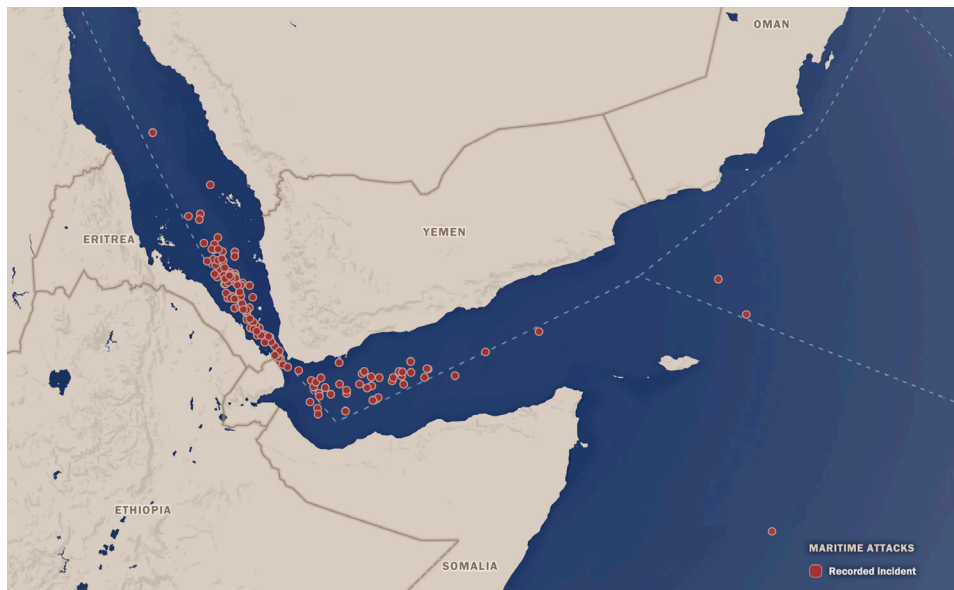 OMAN
YEMEN
ERITREA
ETHIOPIA
MARITIME ATTACKS
SOMALIA
Recorded incident